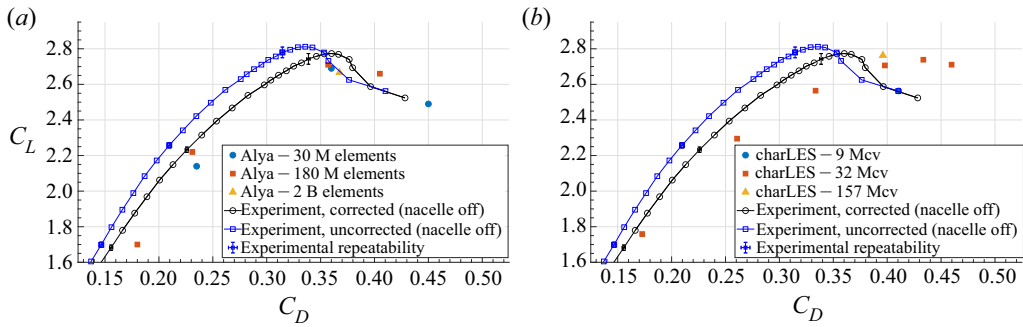 (a)
3.0
2.8
2.6
2.4
2.2
2.0
1.8
1.6
C_L
0.15 0.20 0.25 0.30 0.35 0.40 0.45 0.50
C_D
Alya − 30 M elements
Alya − 180 M elements
Alya − 2 B elements
Experiment, corrected (nacelle off)
Experiment, uncorrected (nacelle off)
Experimental repeatability
(b)
3.0
2.8
2.6
2.4
2.2
2.0
1.8
1.6
0.15 0.20 0.25 0.30 0.35 0.40 0.45 0.50
C_D
charLES − 9 Mcv
charLES − 32 Mcv
charLES − 157 Mcv
Experiment, corrected (nacelle off)
Experiment, uncorrected (nacelle off)
Experimental repeatability